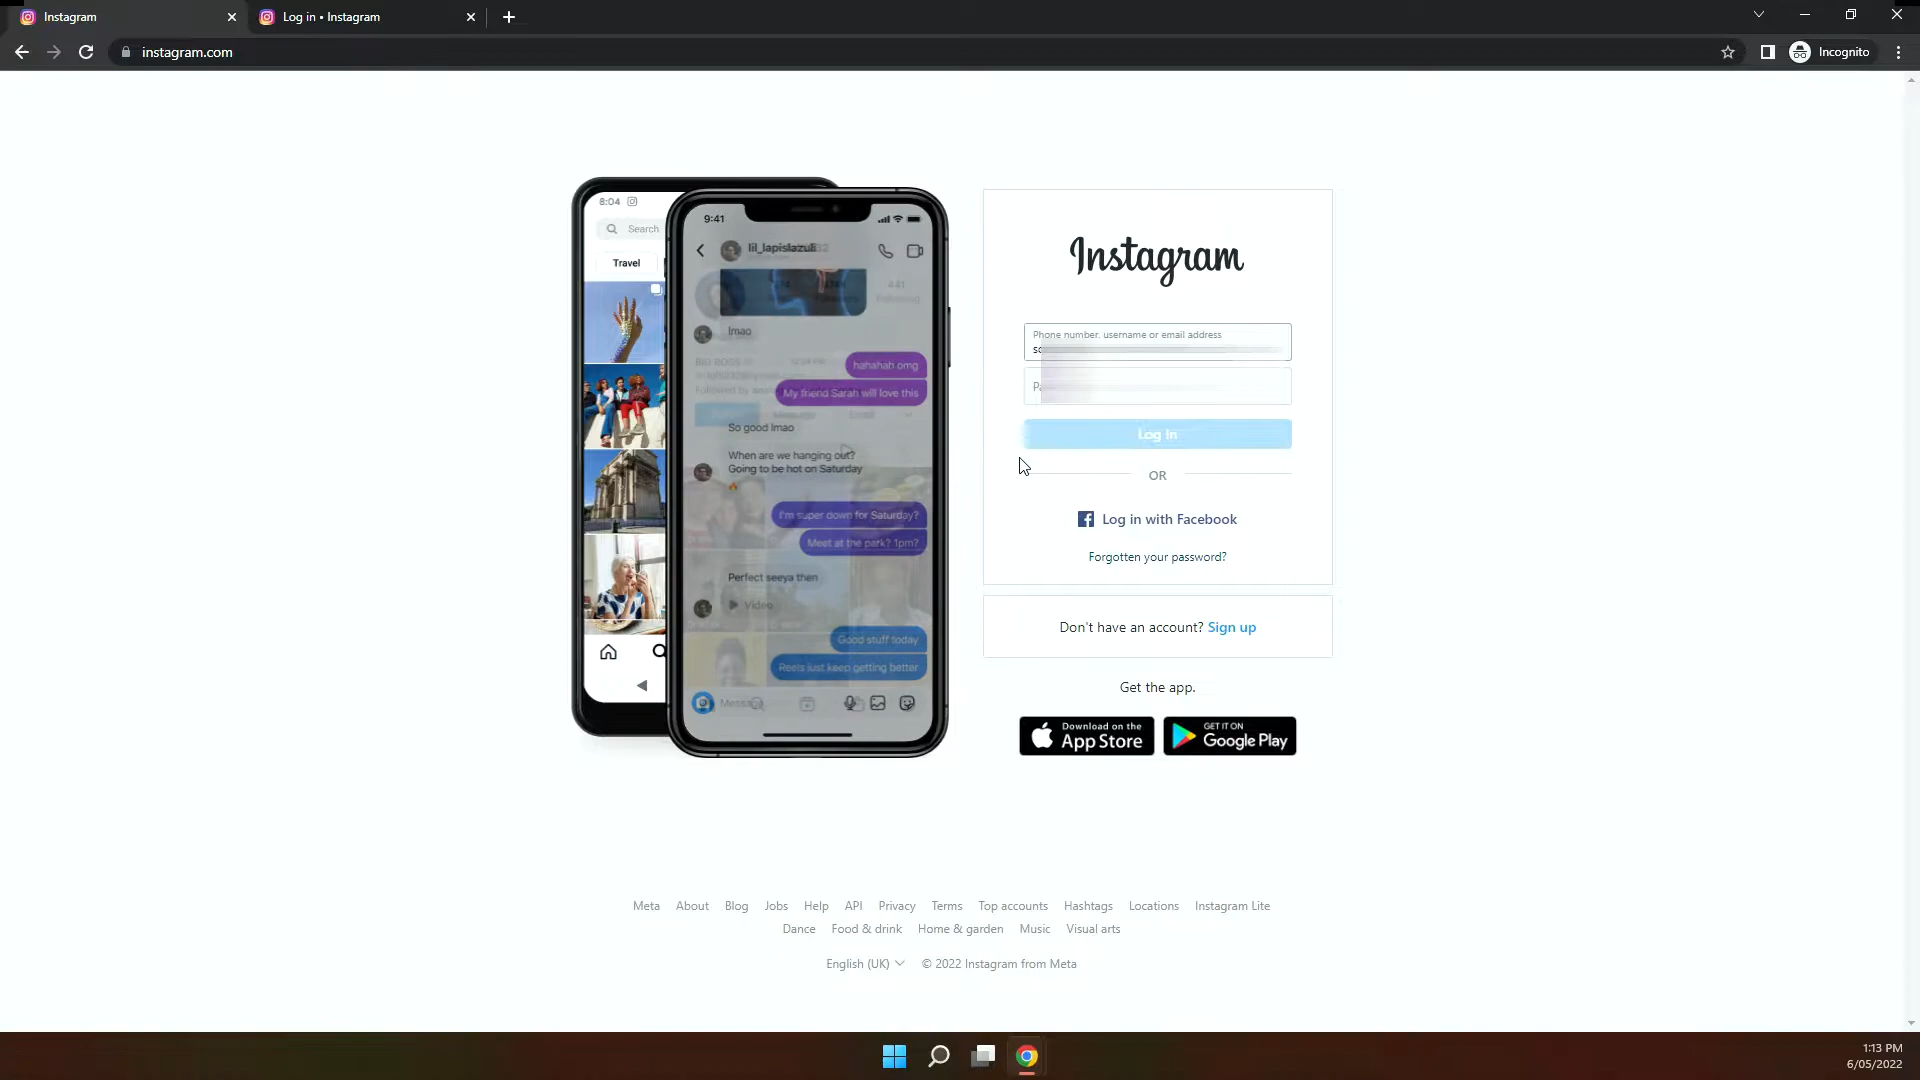 Instagram
Log in • Instagram
instagram.com
Incognito
8:04
Search
Travel
9:41
lil_lapislazuli
441
lmao
hahahah omg
My friend Sarah will love this
So good lmao
When are we hanging out?
Going to be hot on Saturday
I'm super down for Saturday?
Meet at the park? 1pm?
Perfect seeya then
Video
Good stuff today
Reels just keep getting better
Instagram
Phone number, username or email address
Log In
OR
Log in with Facebook
Forgotten your password?
Don't have an account? Sign up
Get the app.
Download on the
App Store
GET IT ON
Google Play
Meta About Blog Jobs Help API Privacy Terms Top accounts Hashtags Locations Instagram Lite
Dance Food & drink Home & garden Music Visual arts
English (UK) © 2022 Instagram from Meta
1:13 PM
6/05/2022